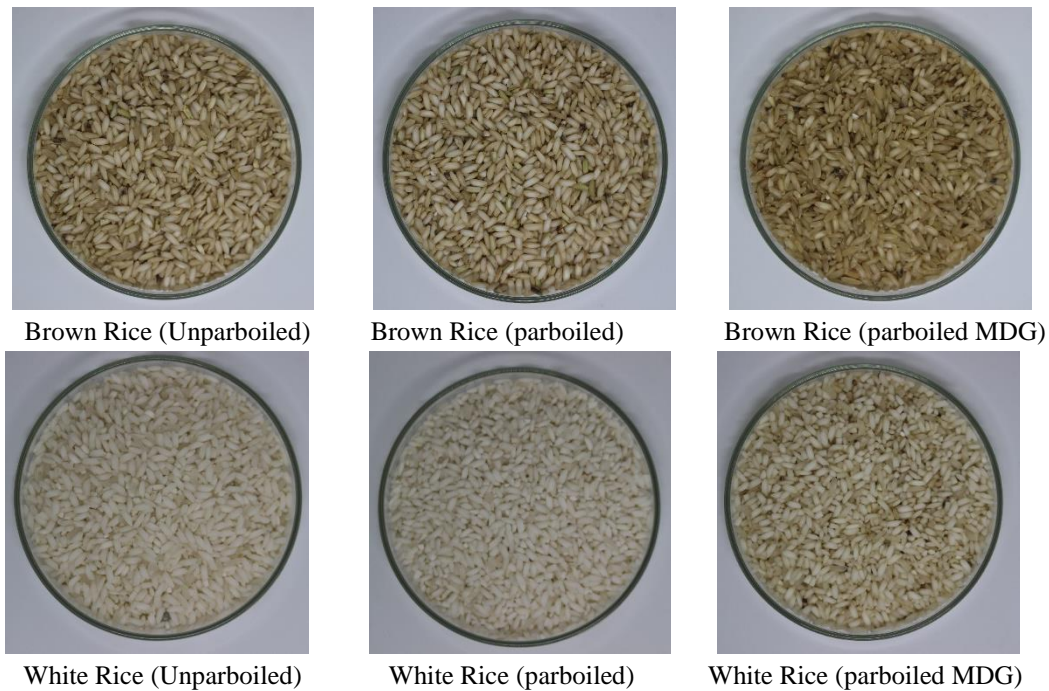 Brown Rice (Unparboiled)
Brown Rice (parboiled)
Brown Rice (parboiled MDG)
White Rice (Unparboiled)
White Rice (parboiled)
White Rice (parboiled MDG)